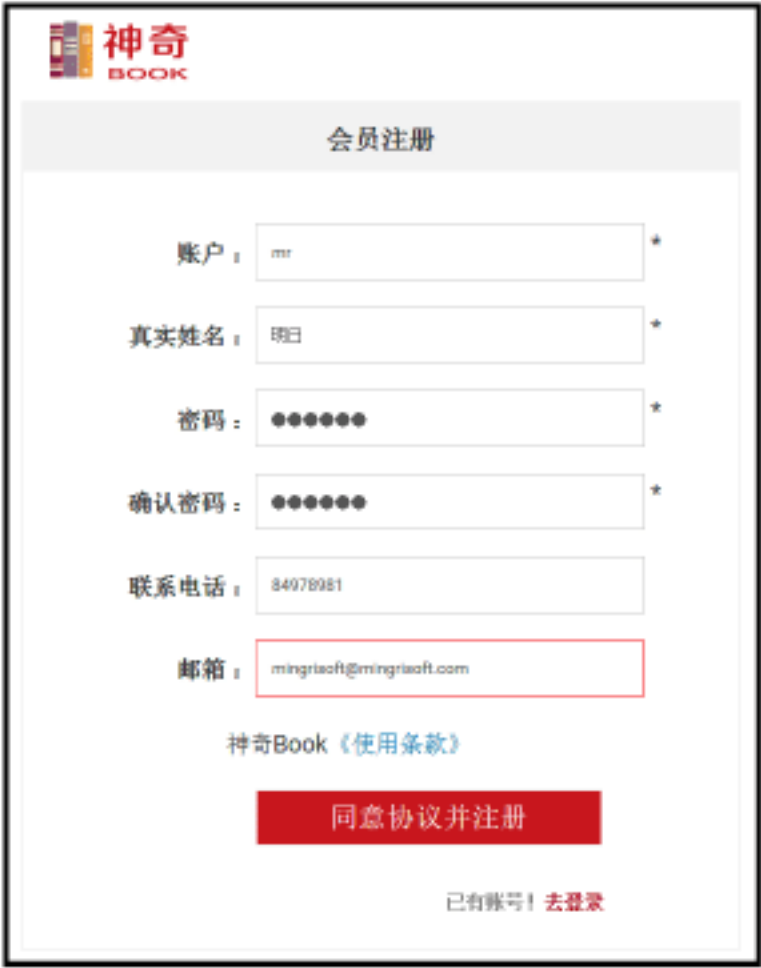 神奇
BOOK
会员注册
账户： mr *
真实姓名： 明日 *
密码： ●●●●●● *
确认密码： ●●●●●● *
联系电话： 84978981
邮箱： mingrisoft@mingrisoft.com
神奇Book《使用条款》
同意协议并注册
已有账号！去登录